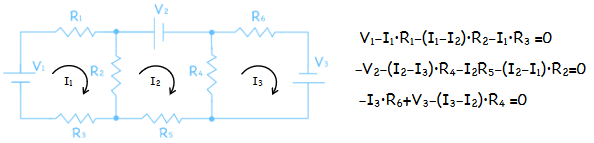 V₂
R₁
R₆
V₁
R₂
R₄
V₃
I₁
I₂
I₃
R₃
R₅
V₁−I₁·R₁−(I₁−I₂)·R₂−I₁·R₃ =0
−V₂−(I₂−I₃)·R₄−I₂R₅−(I₂−I₁)·R₂=0
−I₃·R₆+V₃−(I₃−I₂)·R₄ =0